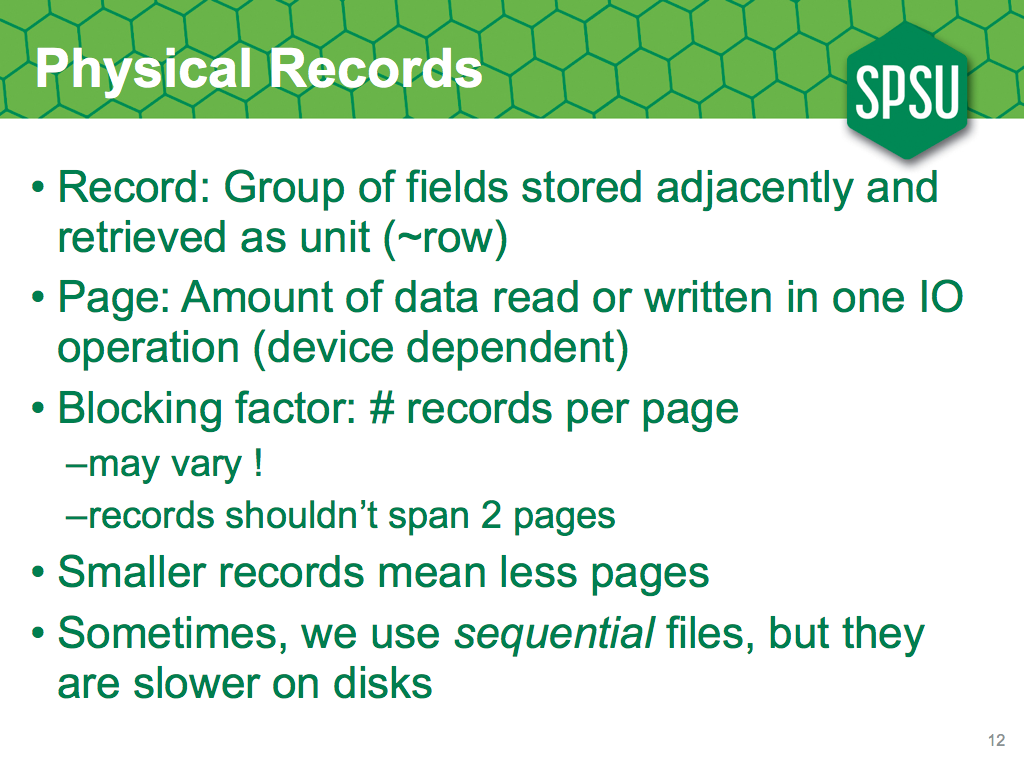 Physical Records
SPSU
• Record: Group of fields stored adjacently and
retrieved as unit (~row)
• Page: Amount of data read or written in one IO
operation (device dependent)
• Blocking factor: # records per page
–may vary !
–records shouldn’t span 2 pages
• Smaller records mean less pages
• Sometimes, we use sequential files, but they
are slower on disks
12